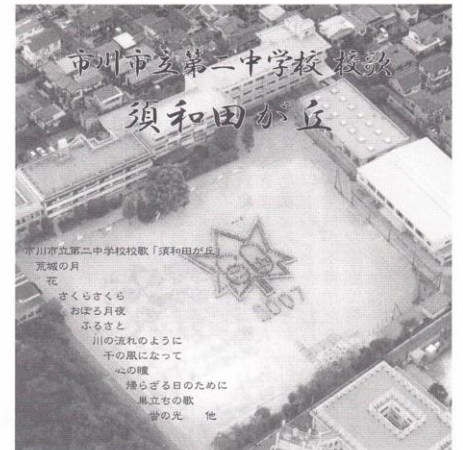 市川市立第二中学校 校歌
須和田が丘
市川市立第二中学校校歌「須和田が丘」
荒城の月
花
さくらさくら
おぼろ月夜
ふるさと
川の流れのように
千の風になって
心の瞳
帰らざる日のために
巣立ちの歌
蛍の光　他